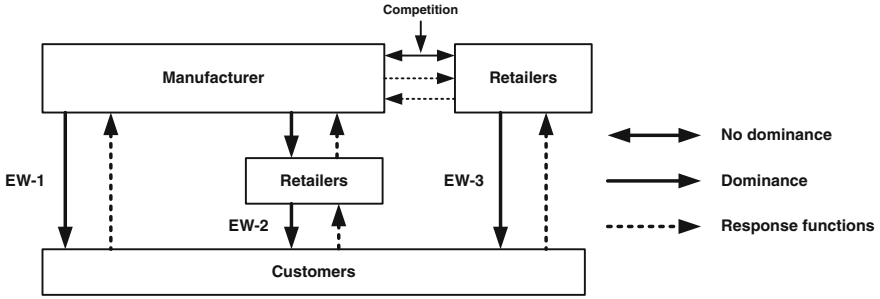 Competition
Manufacturer
Retailers
No dominance
EW-1
Retailers
EW-3
Dominance
EW-2
Response functions
Customers